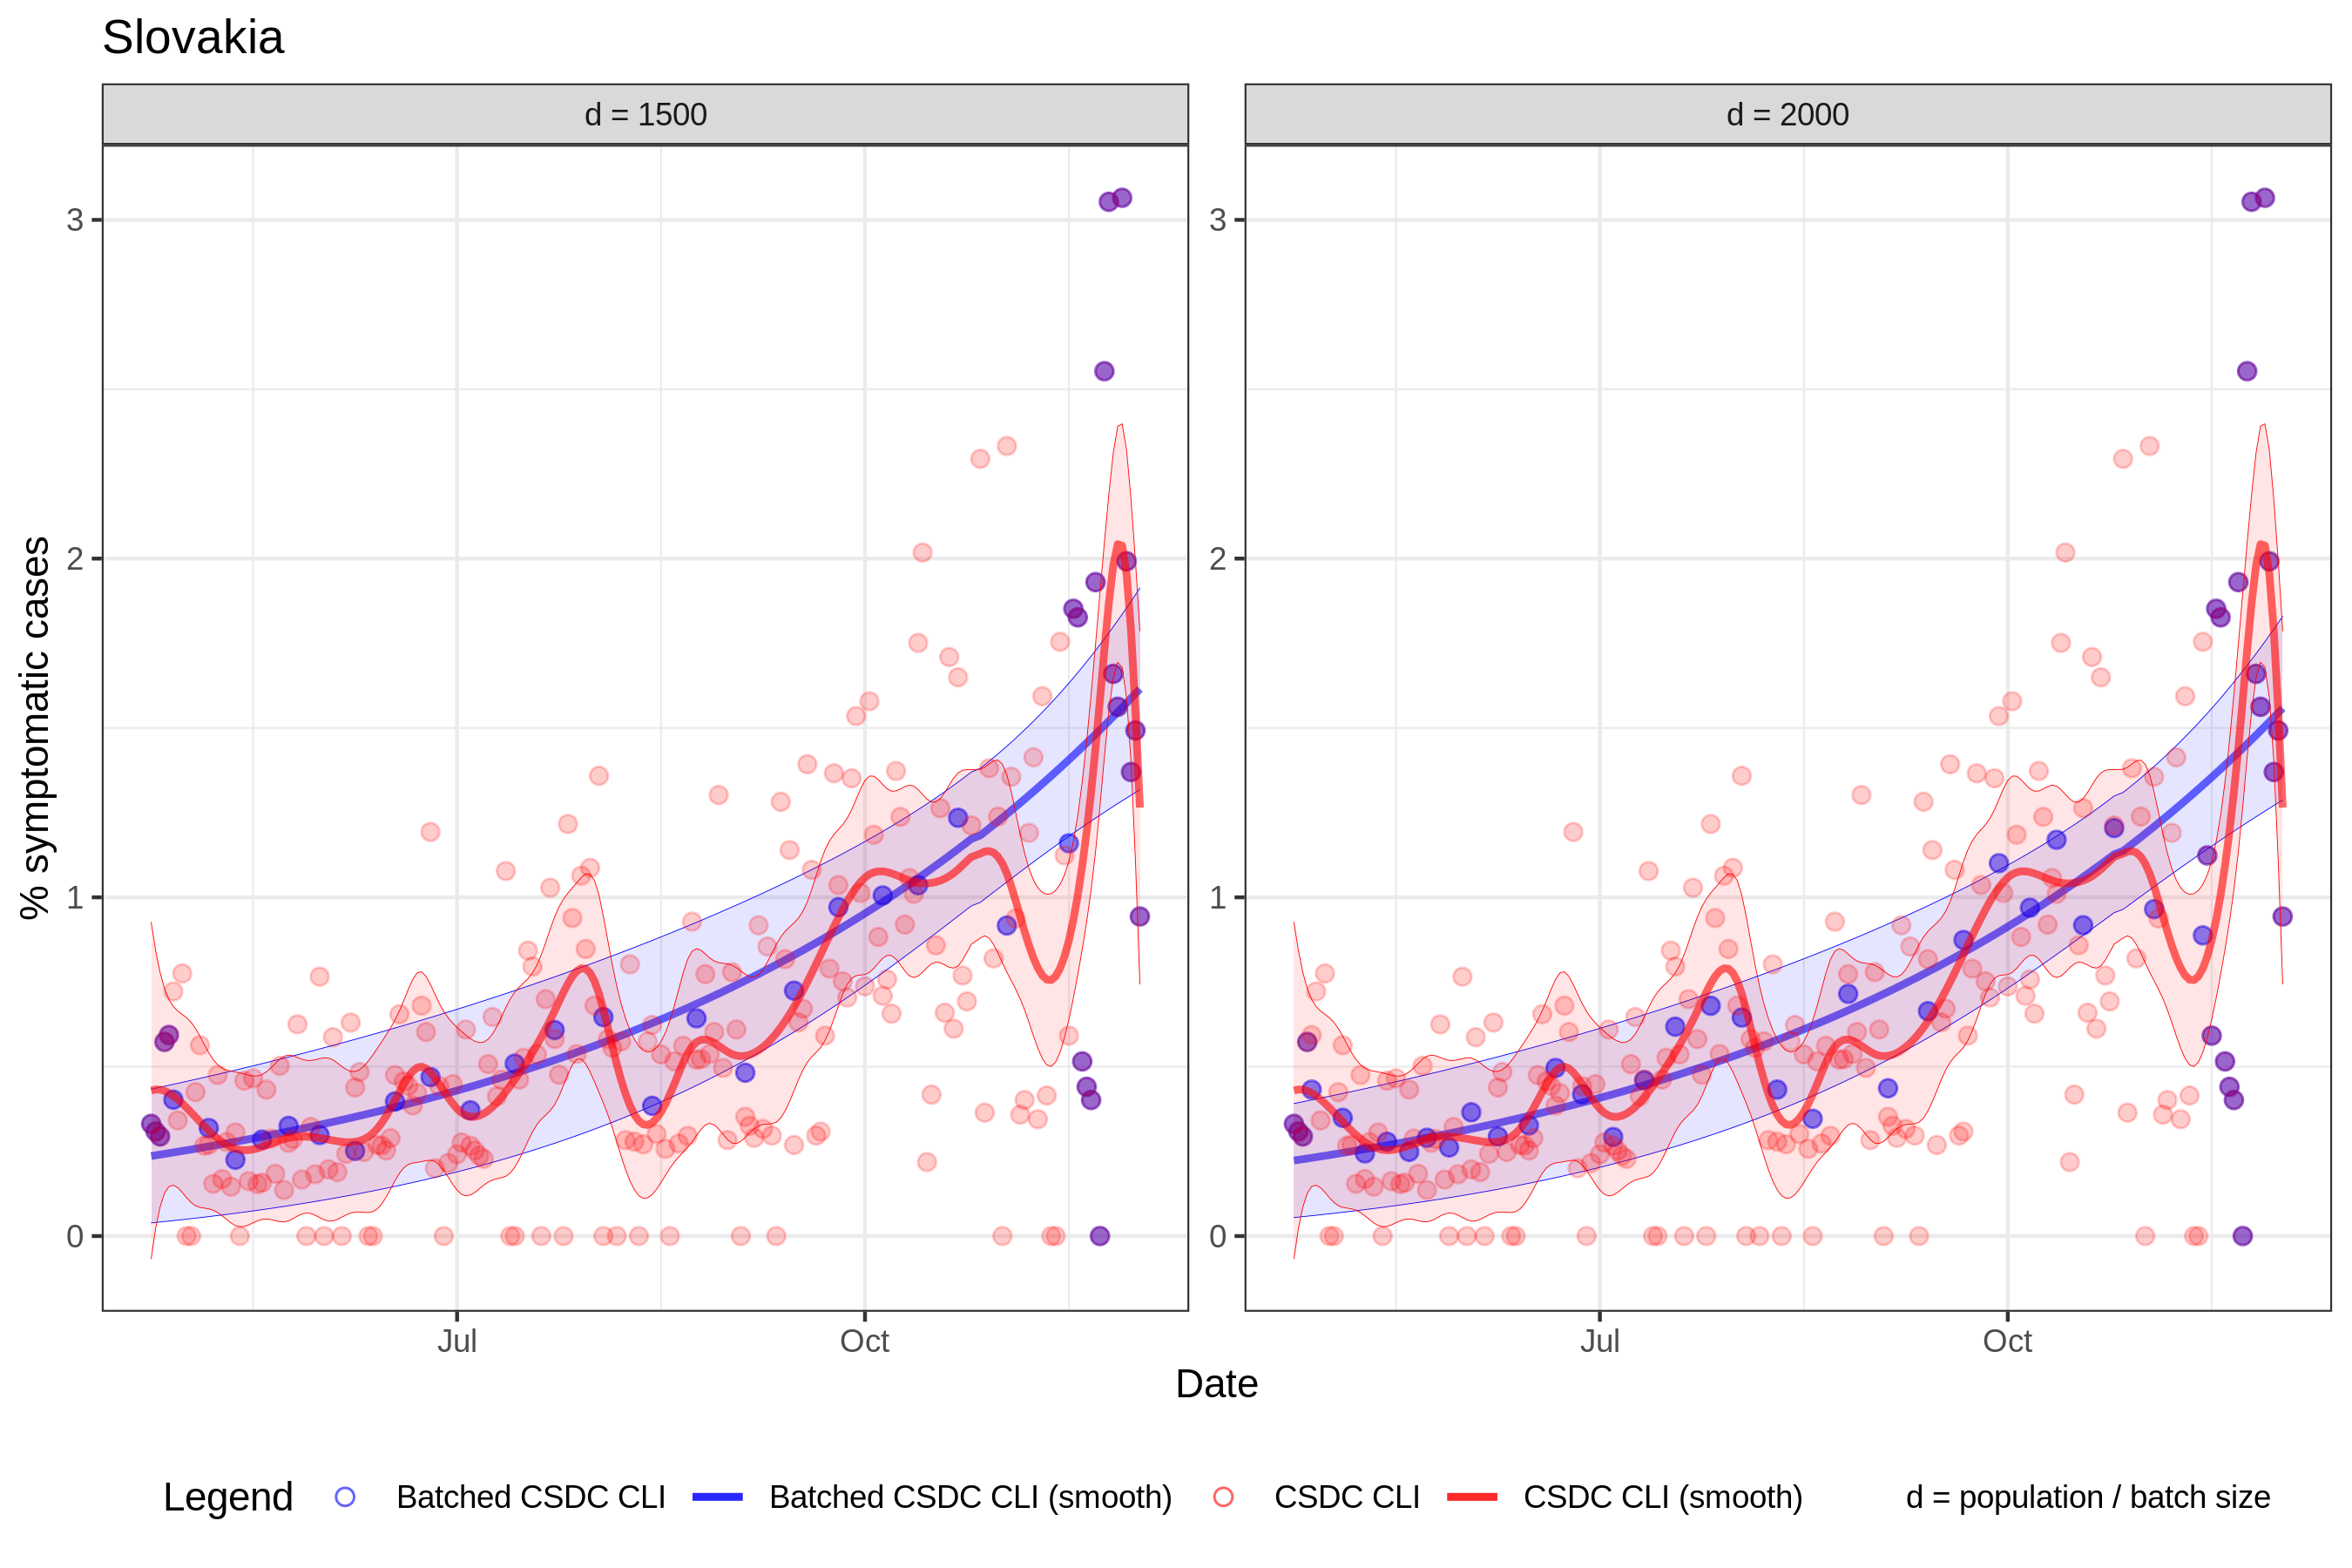 Slovakia
d = 1500
d = 2000
% symptomatic cases
3
2
1
0
3
2
1
0
Jul
Oct
Jul
Oct
Date
Legend
Batched CSDC CLI
Batched CSDC CLI (smooth)
CSDC CLI
CSDC CLI (smooth)
d = population / batch size